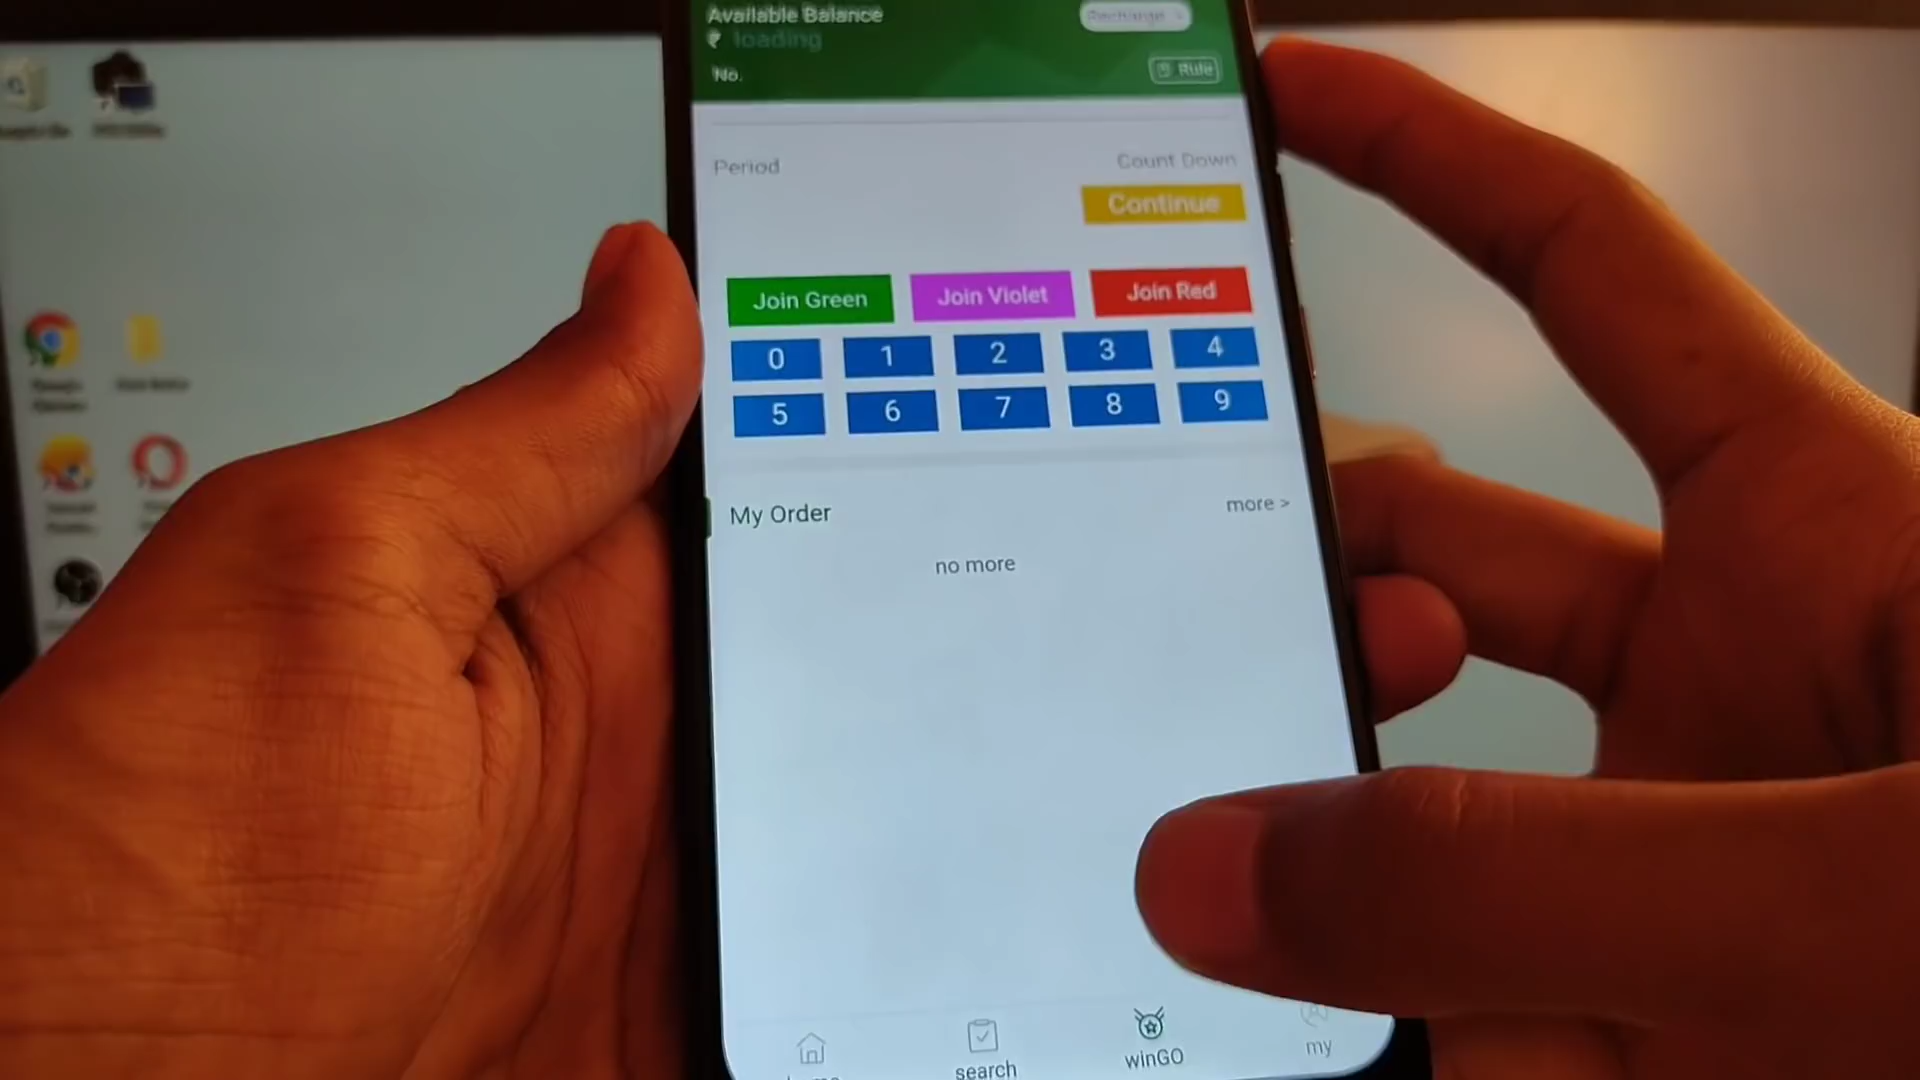 Available Balance
Recharge >
₹ loading
No.
Rule
Period
Count Down
Continue
Join Green
Join Violet
Join Red
0
1
2
3
4
5
6
7
8
9
My Order
more >
no more
search
winGO
my